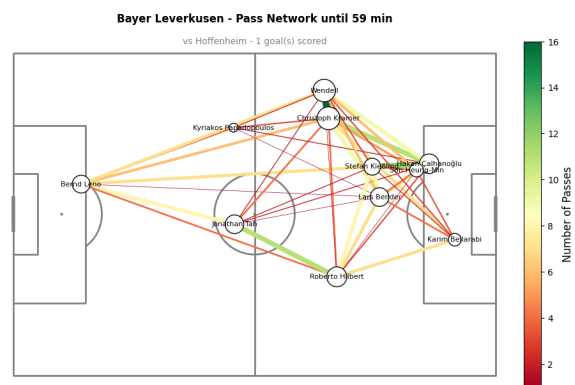 Bayer Leverkusen - Pass Network until 59 min
vs Hoffenheim - 1 goal(s) scored
Wendell
Christoph Kramer
Kyriakos Papadopoulos
Stefan Kießling
Hakan Çalhanoğlu
Son Heung-Min
Bernd Leno
Lars Bender
Jonathan Tah
Karim Bellarabi
Roberto Hilbert
16
14
12
10
8
6
4
2
Number of Passes